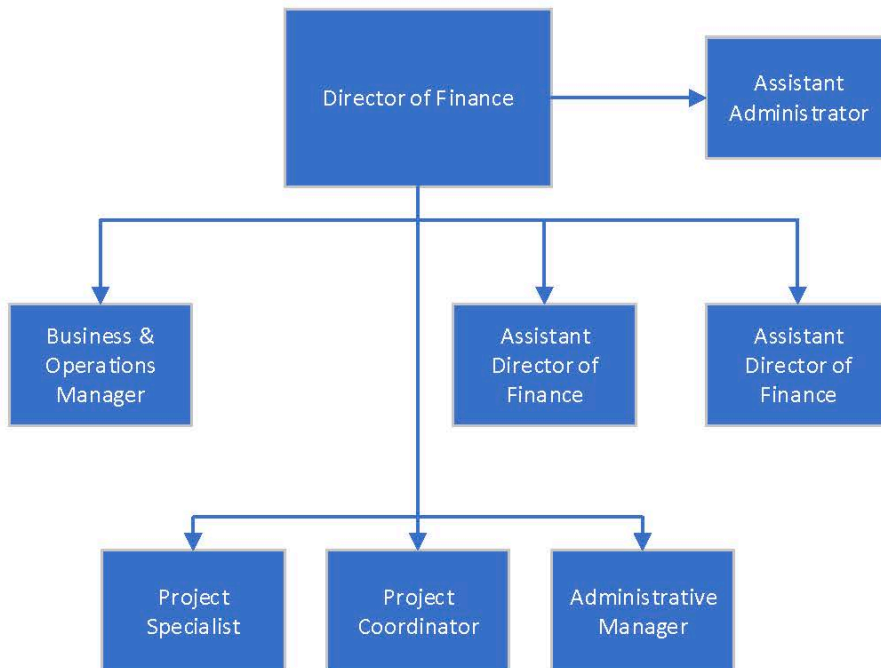 Director of Finance
Assistant
Administrator
Business &
Operations
Manager
Assistant
Director of
Finance
Assistant
Director of
Finance
Project
Specialist
Project
Coordinator
Administrative
Manager